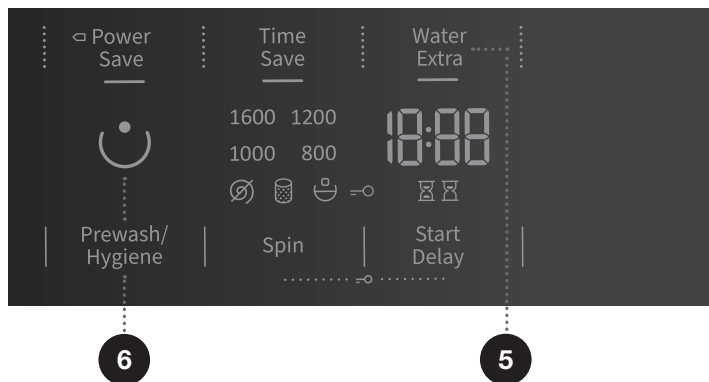 Power
Save
Time
Save
Water
Extra
1600 1200
1000 800
18:88
Prewash/
Hygiene
Spin
Start
Delay
6
5